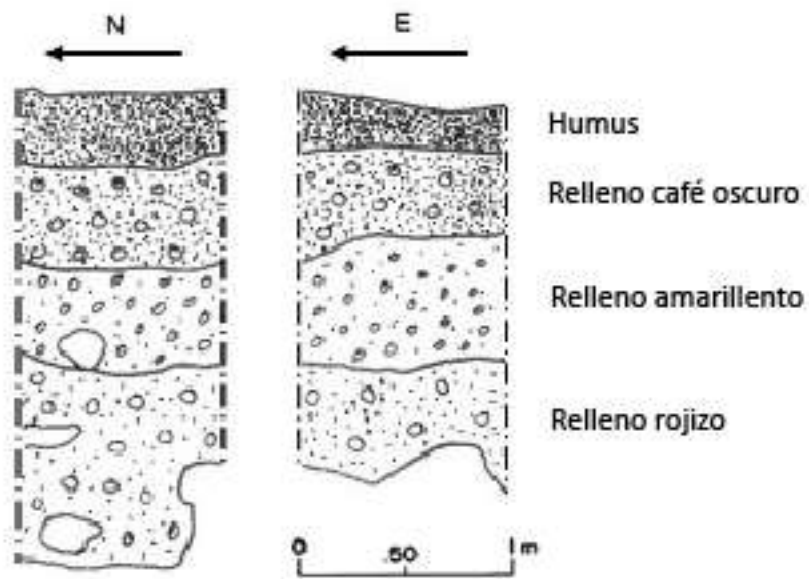 N
E
Humus
Relleno café oscuro
Relleno amarillento
Relleno rojizo
0 .50 1 m